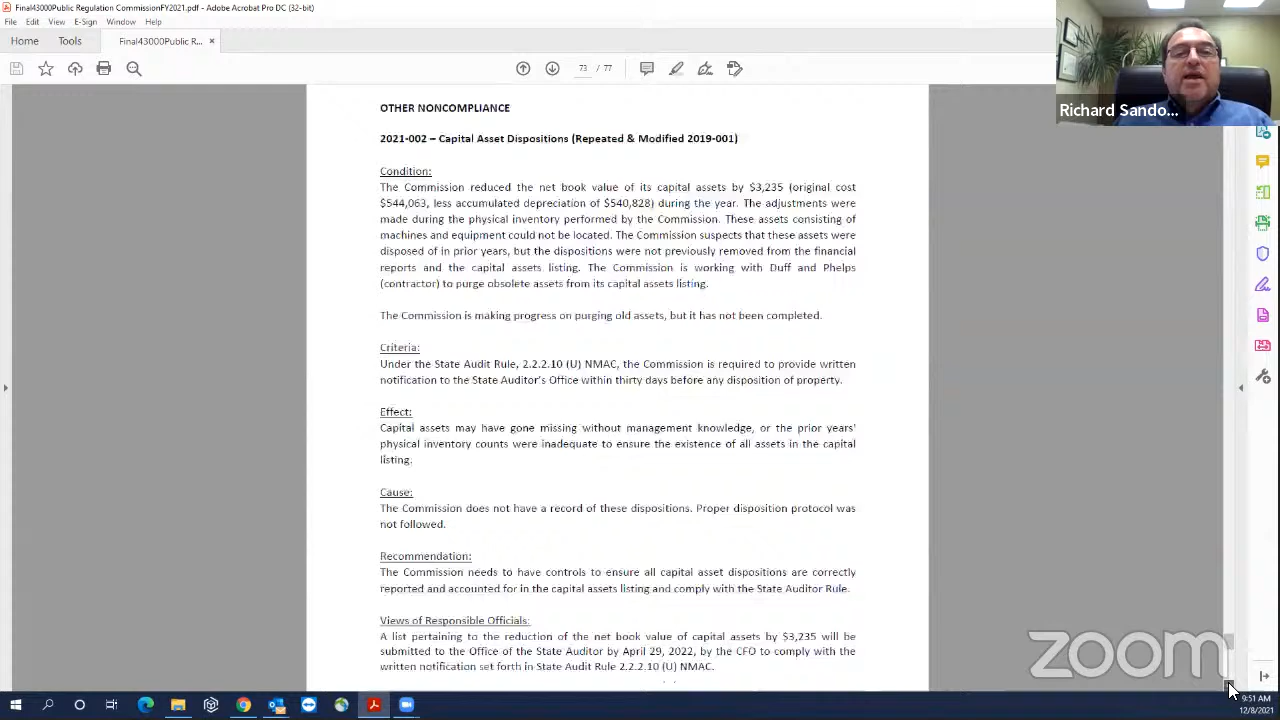 Final43000Public Regulation CommissionFY2021.pdf - Adobe Acrobat Pro DC (32-bit)
File Edit View E-Sign Window Help
Home Tools Final43000Public R... ×
73 / 77
Richard Sando...
OTHER NONCOMPLIANCE
2021-002 – Capital Asset Dispositions (Repeated & Modified 2019-001)
Condition:
The Commission reduced the net book value of its capital assets by $3,235 (original cost
$544,063, less accumulated depreciation of $540,828) during the year. The adjustments were
made during the physical inventory performed by the Commission. These assets consisting of
machines and equipment could not be located. The Commission suspects that these assets were
disposed of in prior years, but the dispositions were not previously removed from the financial
reports and the capital assets listing. The Commission is working with Duff and Phelps
(contractor) to purge obsolete assets from its capital assets listing.
The Commission is making progress on purging old assets, but it has not been completed.
Criteria:
Under the State Audit Rule, 2.2.2.10 (U) NMAC, the Commission is required to provide written
notification to the State Auditor's Office within thirty days before any disposition of property.
Effect:
Capital assets may have gone missing without management knowledge, or the prior years'
physical inventory counts were inadequate to ensure the existence of all assets in the capital
listing.
Cause:
The Commission does not have a record of these dispositions. Proper disposition protocol was
not followed.
Recommendation:
The Commission needs to have controls to ensure all capital asset dispositions are correctly
reported and accounted for in the capital assets listing and comply with the State Auditor Rule.
Views of Responsible Officials:
A list pertaining to the reduction of the net book value of capital assets by $3,235 will be
submitted to the Office of the State Auditor by April 29, 2022, by the CFO to comply with the
written notification set forth in State Audit Rule 2.2.2.10 (U) NMAC.
zoom
9:51 AM
12/8/2021